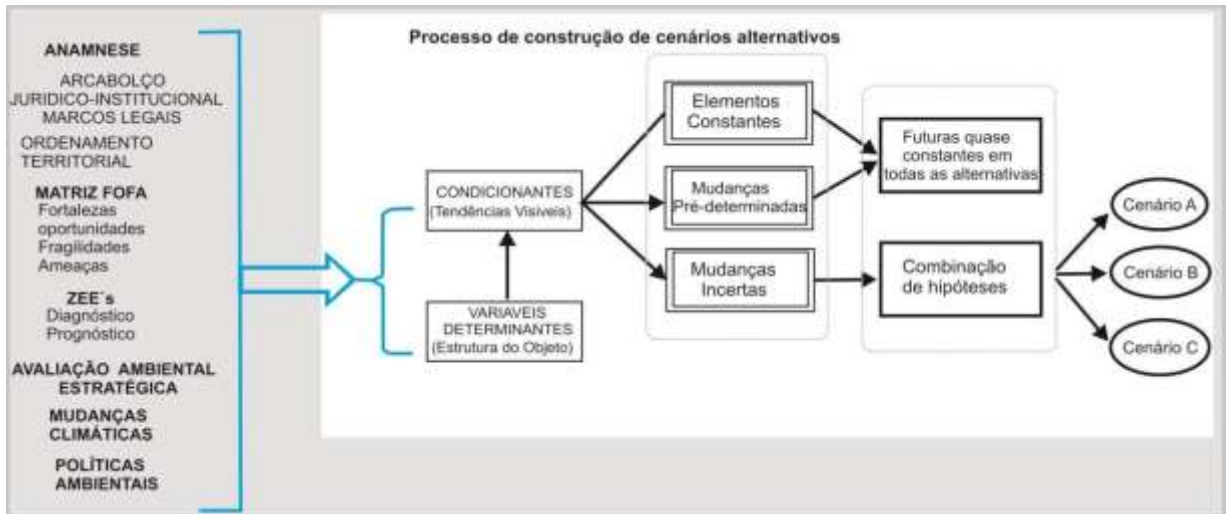 ANAMNESE
ARCABOLÇO
JURIDICO-INSTITUCIONAL
MARCOS LEGAIS
ORDENAMENTO
TERRITORIAL
MATRIZ FOFA
Fortalezas
oportunidades
Fragilidades
Ameaças
ZEE´s
Diagnóstico
Prognóstico
AVALIAÇÃO AMBIENTAL
ESTRATÉGICA
MUDANÇAS
CLIMÁTICAS
POLÍTICAS
AMBIENTAIS
Processo de construção de cenários alternativos
CONDICIONANTES
(Tendências Visiveis)
VARIAVEIS
DETERMINANTES
(Estrutura do Objeto)
Elementos
Constantes
Mudanças
Pré-determinadas
Mudanças
Incertas
Futuras quase
constantes em
todas as alternativas
Combinação
de hipóteses
Cenário A
Cenário B
Cenário C